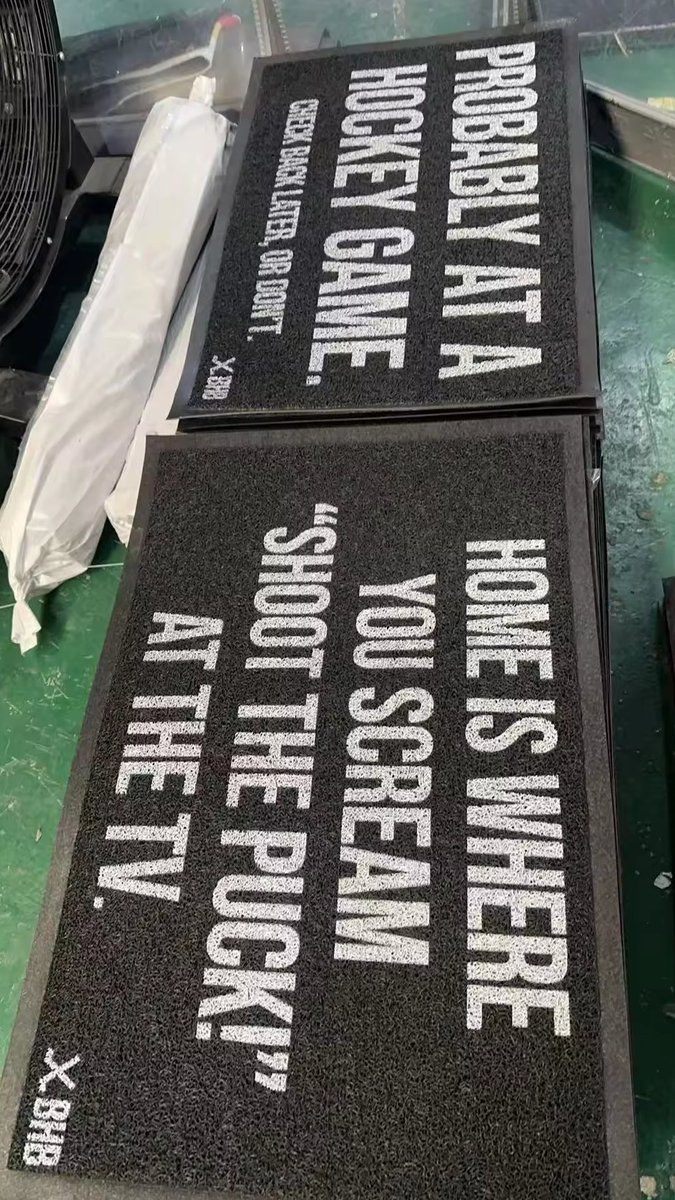 PROBABLY AT A
HOCKEY GAME.
CHECK BACK LATER, OR DON'T.
BHB
HOME IS WHERE
YOU SCREAM
“SHOOT THE PUCK!”
AT THE TV.
BHB